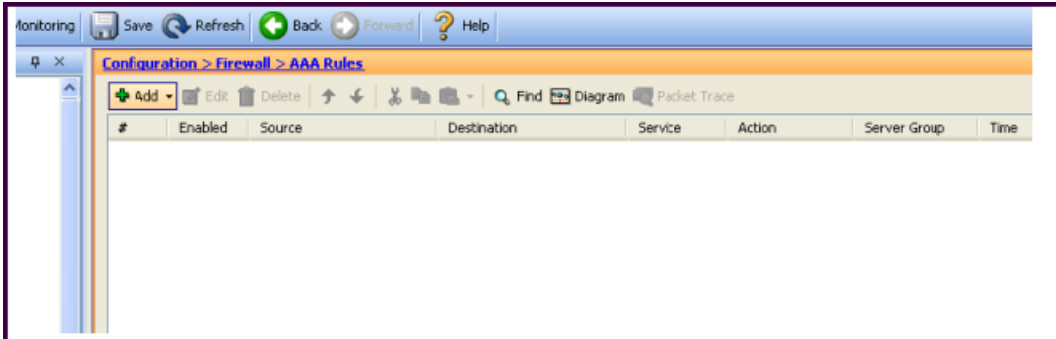 Monitoring Save Refresh Back Forward Help
Configuration > Firewall > AAA Rules
Add Edit Delete Find Diagram Packet Trace
# Enabled Source Destination Service Action Server Group Time